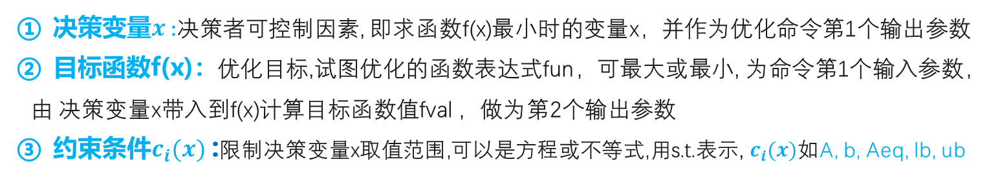 ① 决策变量x :决策者可控制因素, 即求函数f(x)最小时的变量x，并作为优化命令第1个输出参数
② 目标函数f(x)： 优化目标,试图优化的函数表达式fun，可最大或最小, 为命令第1个输入参数,
由 决策变量x带入到f(x)计算目标函数值fval ，做为第2个输出参数
③ 约束条件cᵢ(x) :限制决策变量x取值范围,可以是方程或不等式,用s.t.表示, cᵢ(x)如A, b, Aeq, lb, ub